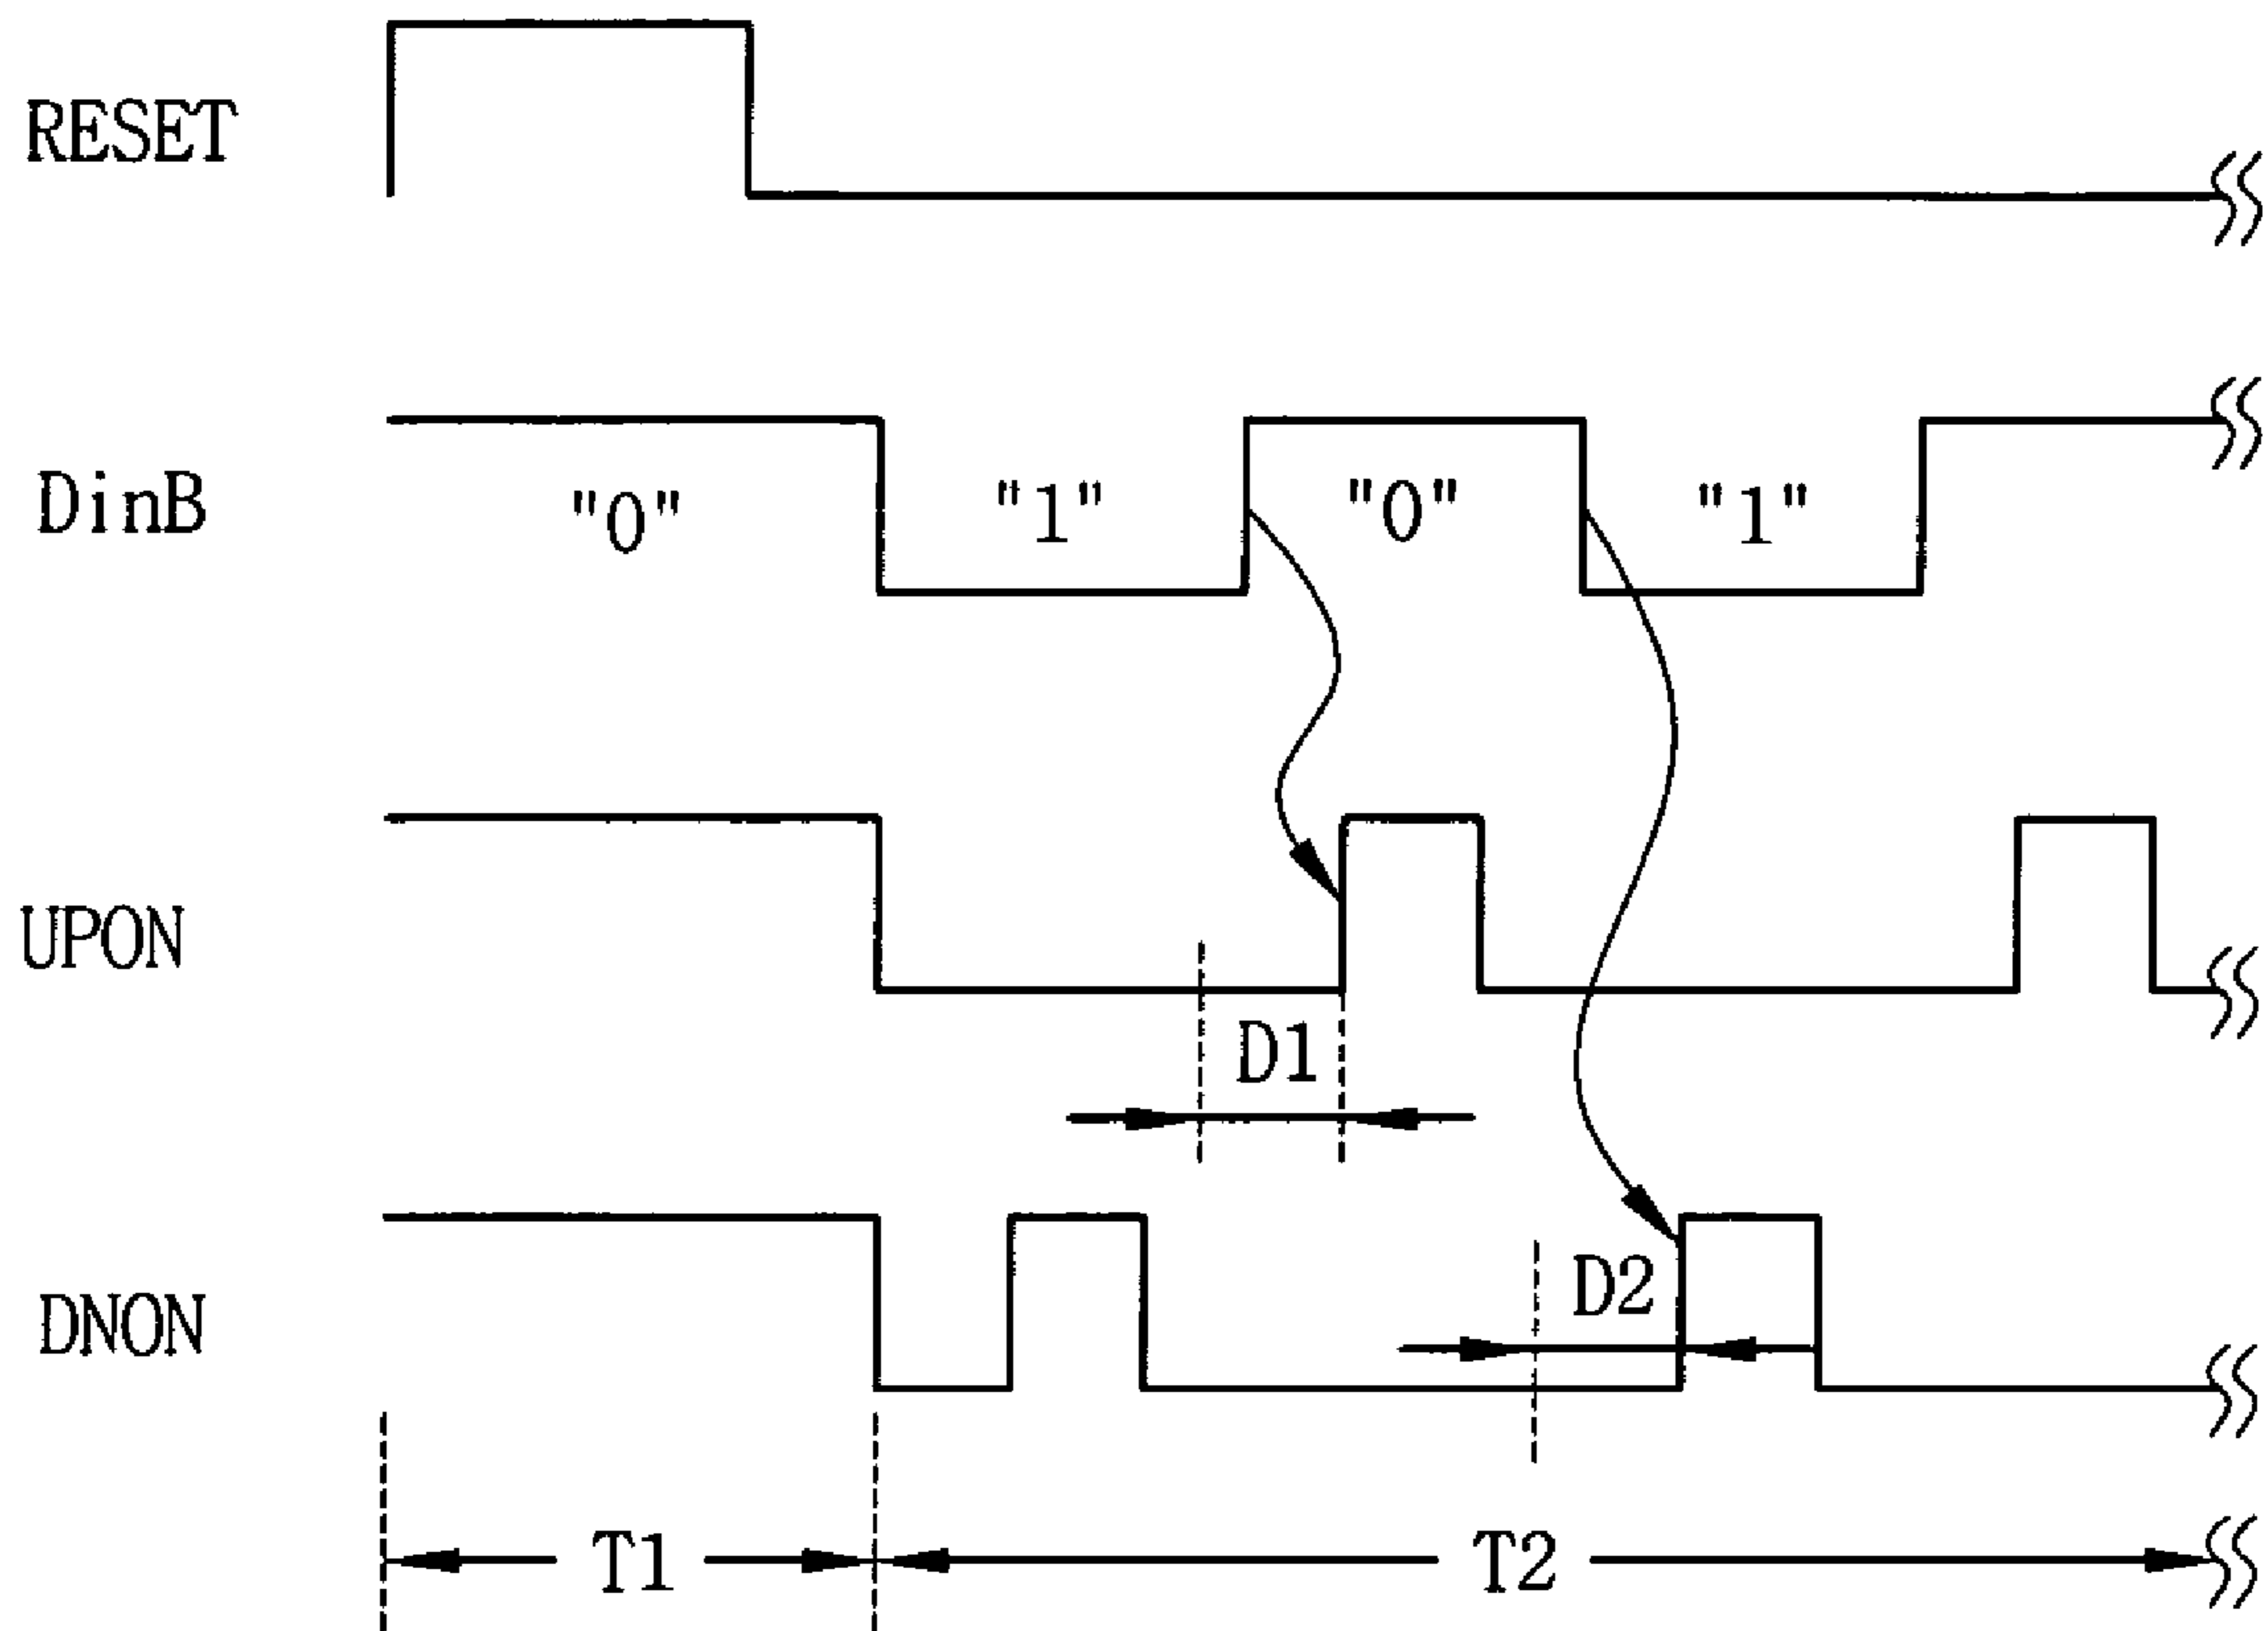 RESET
DinB
"0" "1" "0" "1"
UPON
D1
DNON
D2
T1
T2